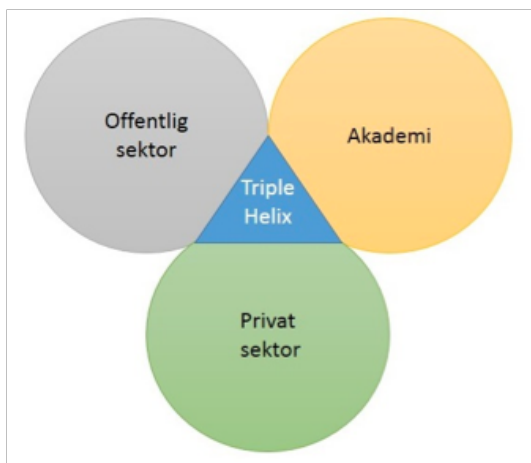 Offentlig
sektor
Akademi
Triple
Helix
Privat
sektor